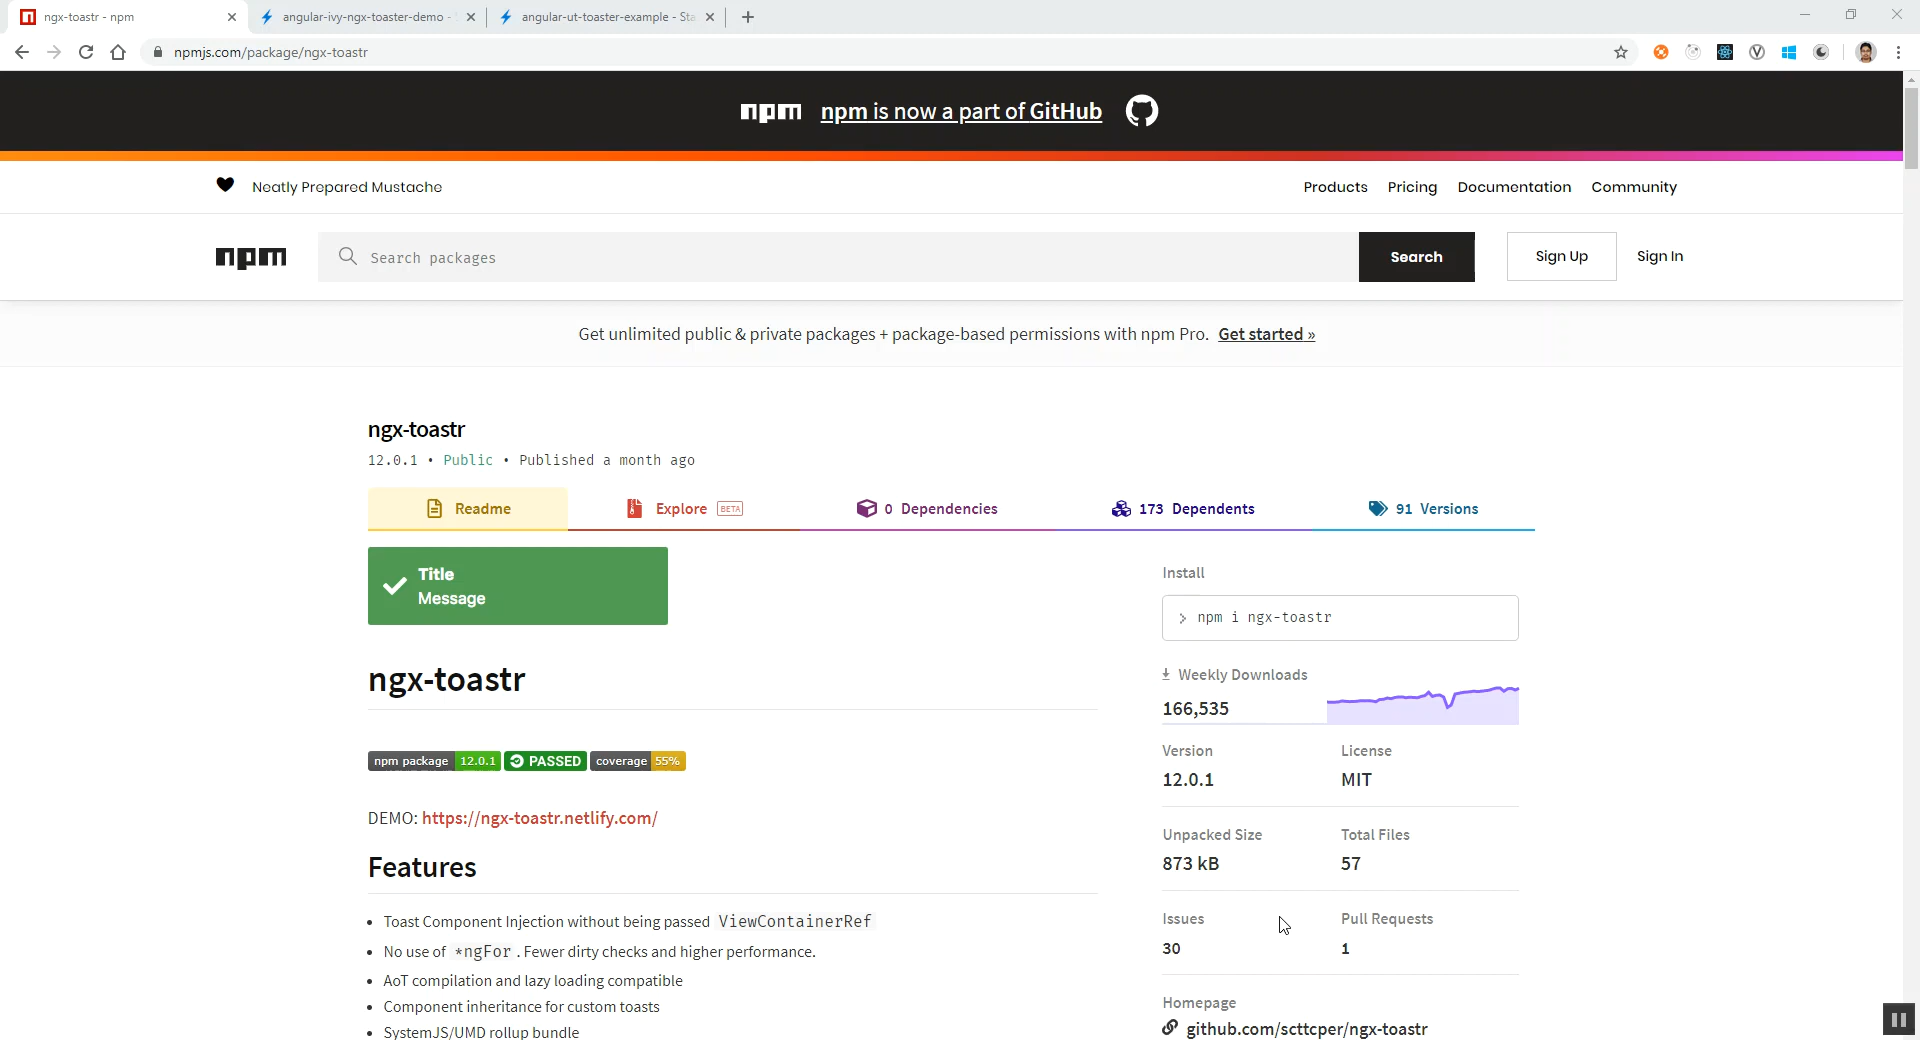 ngx-toastr - npm
angular-ivy-ngx-toaster-demo -
angular-ut-toaster-example - Sta
npmjs.com/package/ngx-toastr
npm npm is now a part of GitHub
Neatly Prepared Mustache
Products Pricing Documentation Community
npm Search packages Search Sign Up Sign In
Get unlimited public & private packages + package-based permissions with npm Pro. Get started »
ngx-toastr
12.0.1 • Public • Published a month ago
Readme Explore BETA 0 Dependencies 173 Dependents 91 Versions
Title
Message
ngx-toastr
npm package 12.0.1 PASSED coverage 55%
DEMO: https://ngx-toastr.netlify.com/
Features
• Toast Component Injection without being passed ViewContainerRef
• No use of *ngFor . Fewer dirty checks and higher performance.
• AoT compilation and lazy loading compatible
• Component inheritance for custom toasts
• SystemJS/UMD rollup bundle
Install
> npm i ngx-toastr
Weekly Downloads
166,535
Version License
12.0.1 MIT
Unpacked Size Total Files
873 kB 57
Issues Pull Requests
30 1
Homepage
github.com/scttcper/ngx-toastr